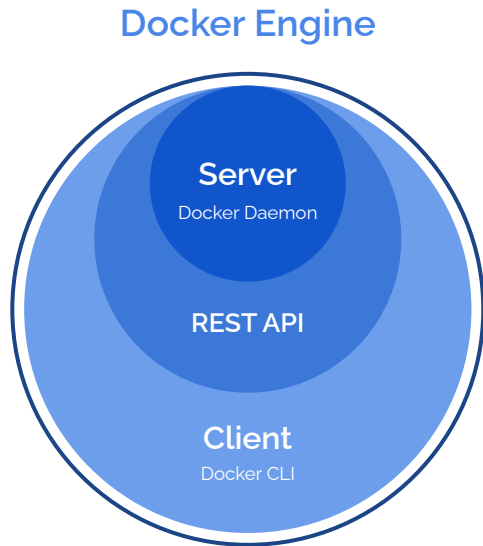 Docker Engine
Server
Docker Daemon
REST API
Client
Docker CLI